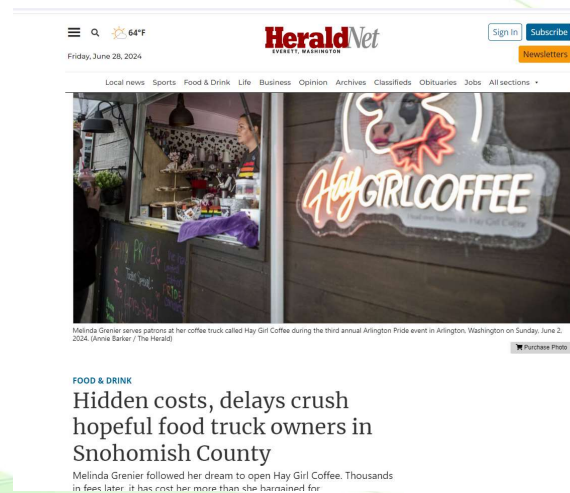 64°F
HeraldNet
EVERETT, WASHINGTON
Sign In
Subscribe
Friday, June 28, 2024
Newsletters
Local news Sports Food & Drink Life Business Opinion Archives Classifieds Obituaries Jobs All sections
HayGIRL COFFEE
HAPPY PRIDE
Melinda Grenier serves patrons at her coffee truck called Hay Girl Coffee during the third annual Arlington Pride event in Arlington, Washington on Sunday, June 2,
2024. (Annie Barker / The Herald)
Purchase Photo
FOOD & DRINK
Hidden costs, delays crush
hopeful food truck owners in
Snohomish County
Melinda Grenier followed her dream to open Hay Girl Coffee. Thousands
in fees later, it has cost her more than she bargained for.